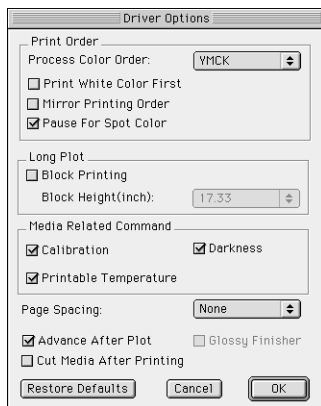 Driver Options
Print Order
Process Color Order: YMCK
Print White Color First
Mirror Printing Order
Pause For Spot Color
Long Plot
Block Printing
Block Height(inch): 17.33
Media Related Command
Calibration Darkness
Printable Temperature
Page Spacing: None
Advance After Plot Glossy Finisher
Cut Media After Printing
Restore Defaults Cancel OK